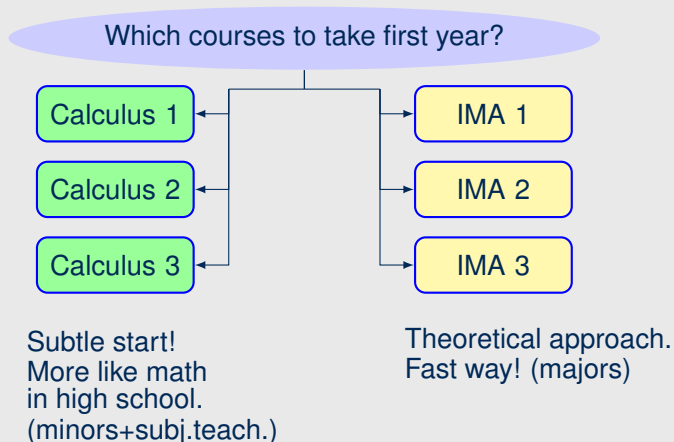 Which courses to take first year?
Calculus 1
IMA 1
Calculus 2
IMA 2
Calculus 3
IMA 3
Subtle start!
More like math
in high school.
(minors+subj.teach.)
Theoretical approach.
Fast way! (majors)